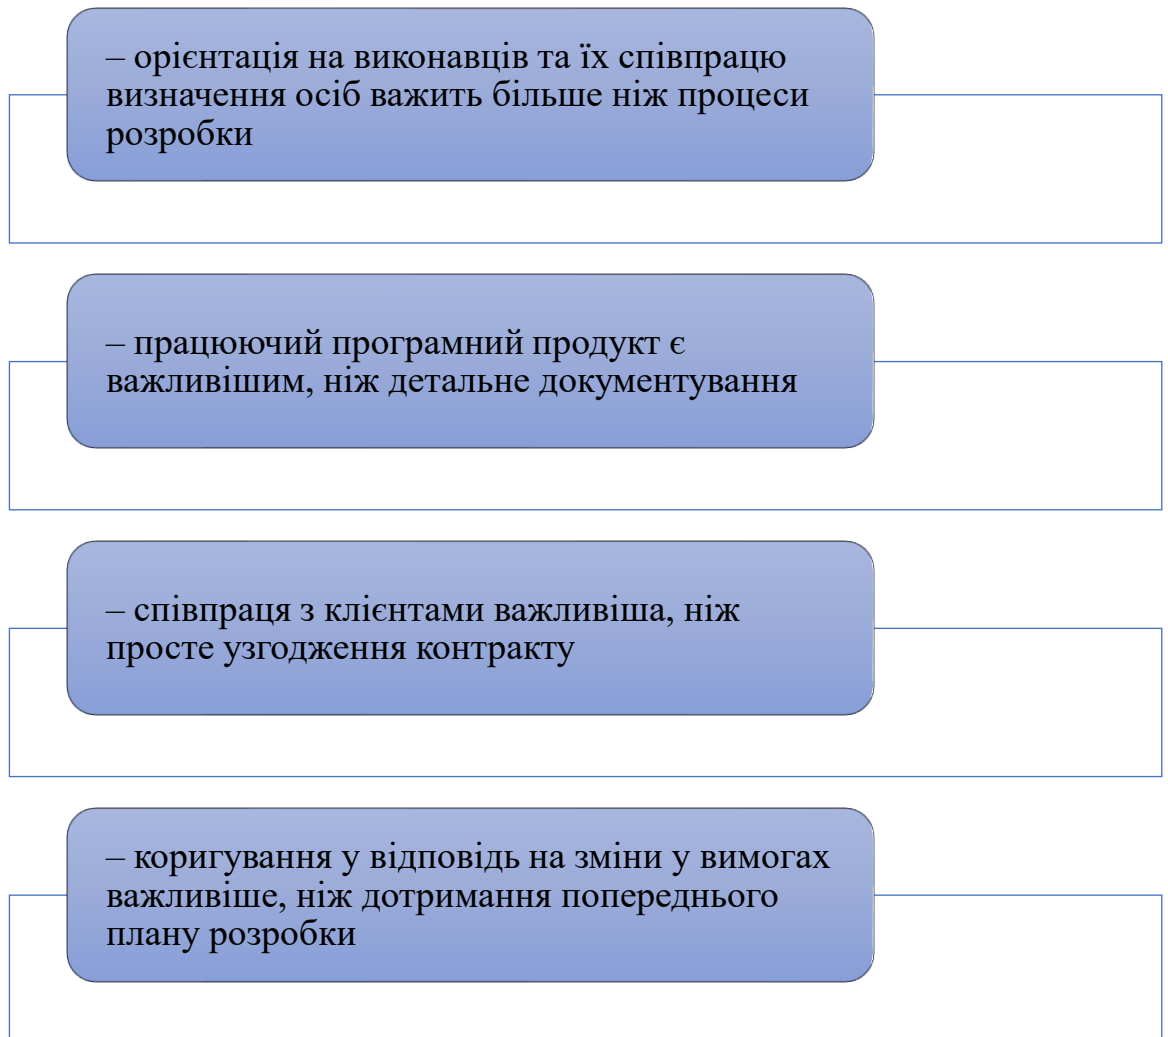 – орієнтація на виконавців та їх співпрацю
визначення осіб важить більше ніж процеси
розробки
– працюючий програмний продукт є
важливішим, ніж детальне документування
– співпраця з клієнтами важливіша, ніж
просте узгодження контракту
– коригування у відповідь на зміни у вимогах
важливіше, ніж дотримання попереднього
плану розробки